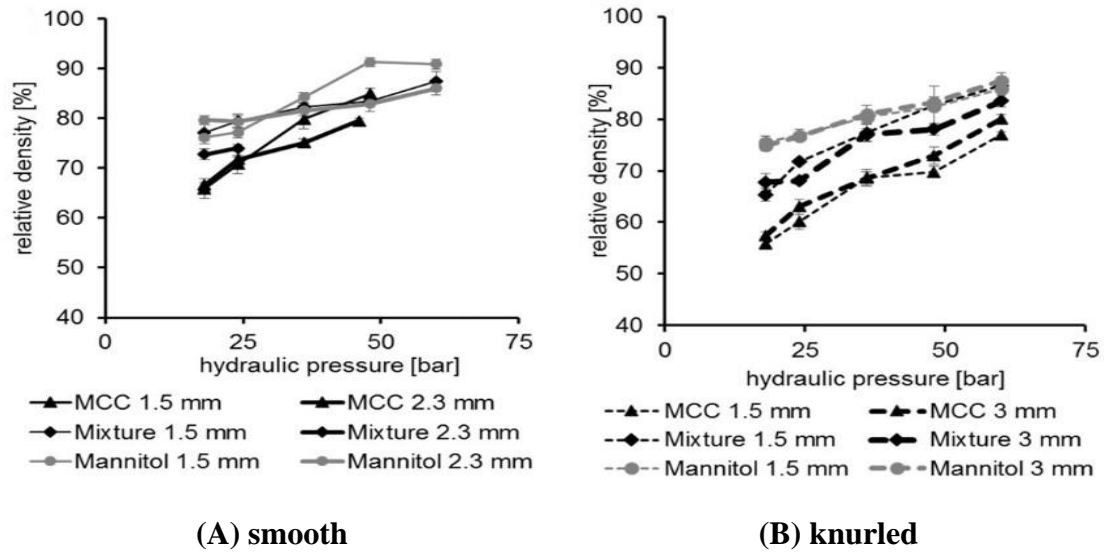 100
90
80
70
60
50
40
relative density [%]
0 25 50 75
hydraulic pressure [bar]
MCC 1.5 mm MCC 2.3 mm
Mixture 1.5 mm Mixture 2.3 mm
Mannitol 1.5 mm Mannitol 2.3 mm
(A) smooth
100
90
80
70
60
50
40
relative density [%]
0 25 50 75
hydraulic pressure [bar]
MCC 1.5 mm MCC 3 mm
Mixture 1.5 mm Mixture 3 mm
Mannitol 1.5 mm Mannitol 3 mm
(B) knurled